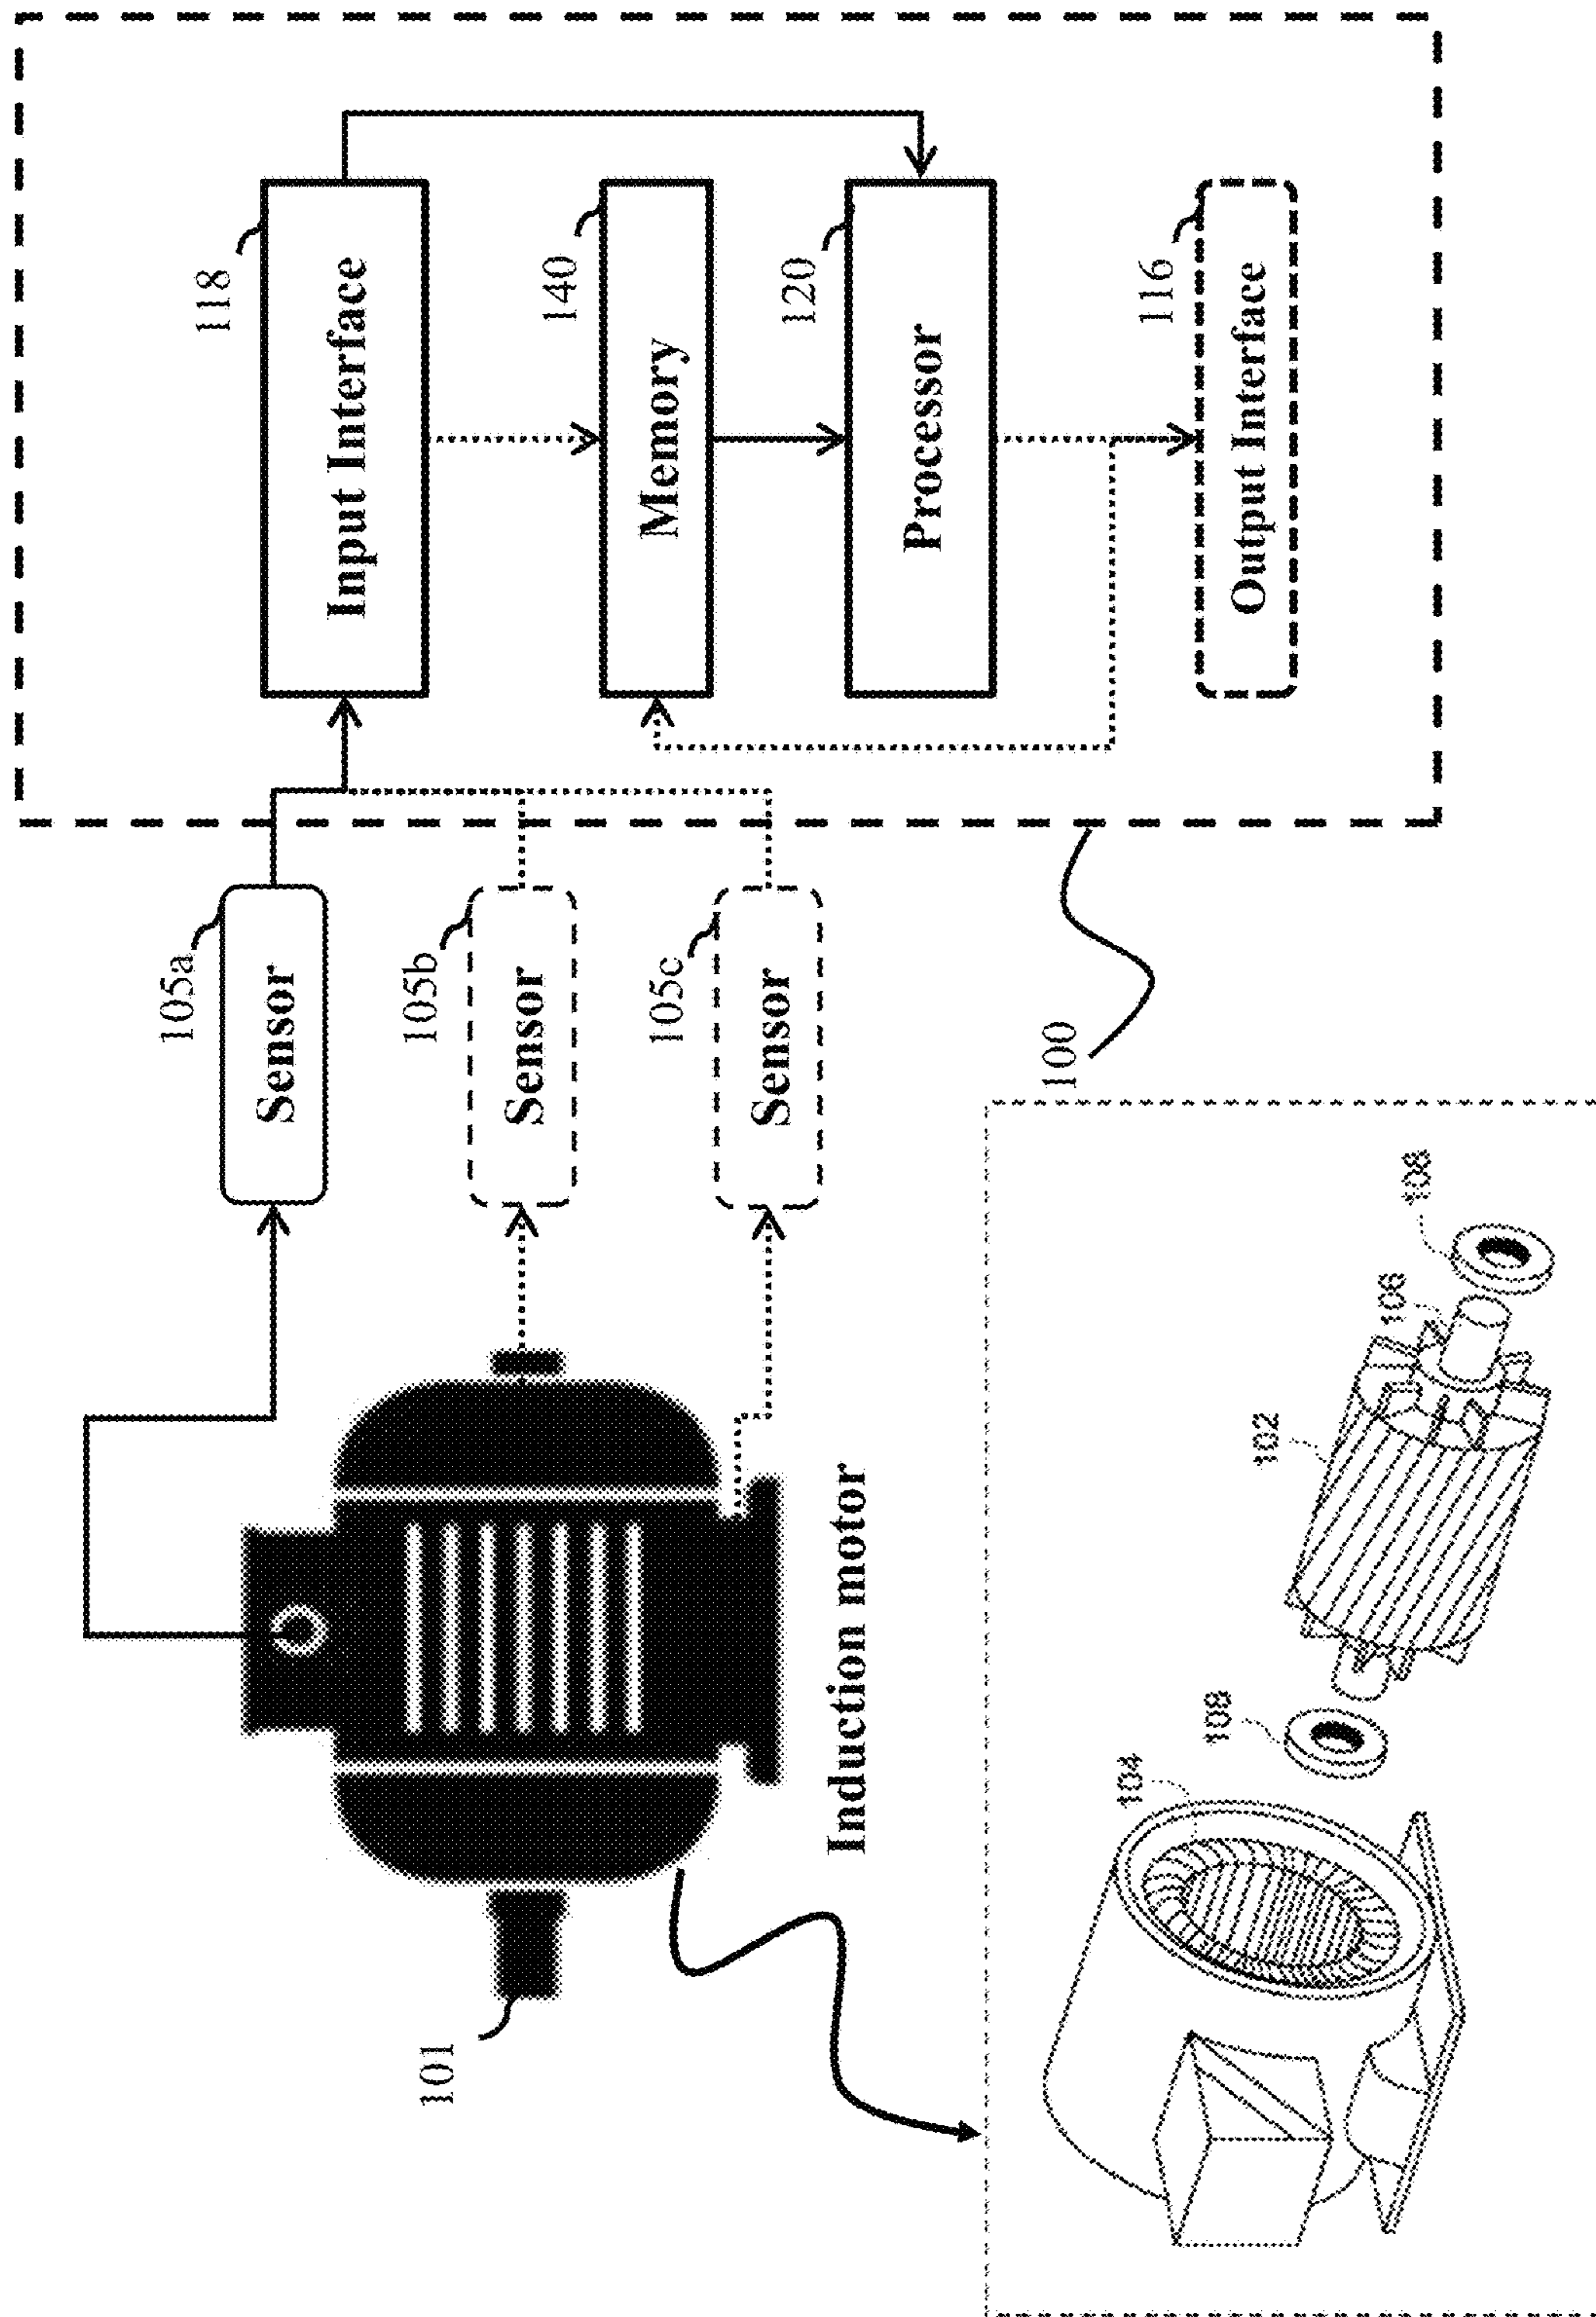 105a
Sensor
105b
Sensor
105c
Sensor
118
Input Interface
140
Memory
120
Processor
116
Output Interface
101
Induction motor
100
104
108
102
106
108